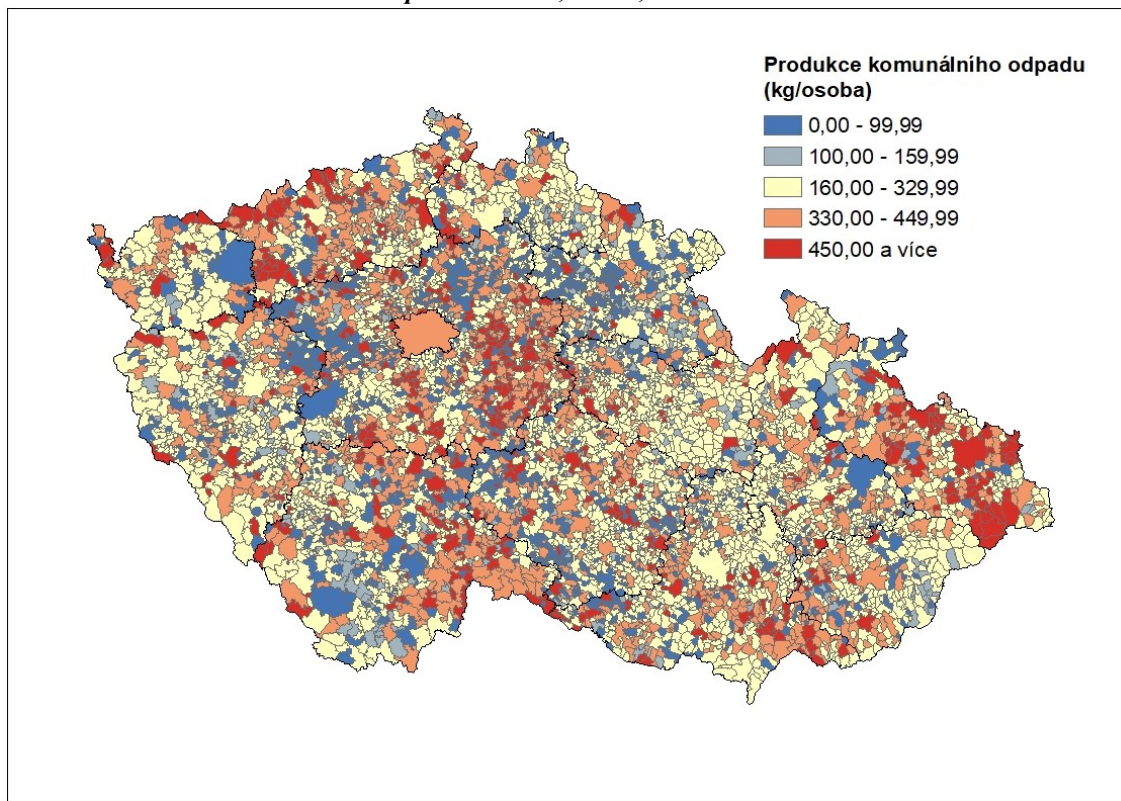 Produkce komunálního odpadu
(kg/osoba)
0,00 - 99,99
100,00 - 159,99
160,00 - 329,99
330,00 - 449,99
450,00 a více